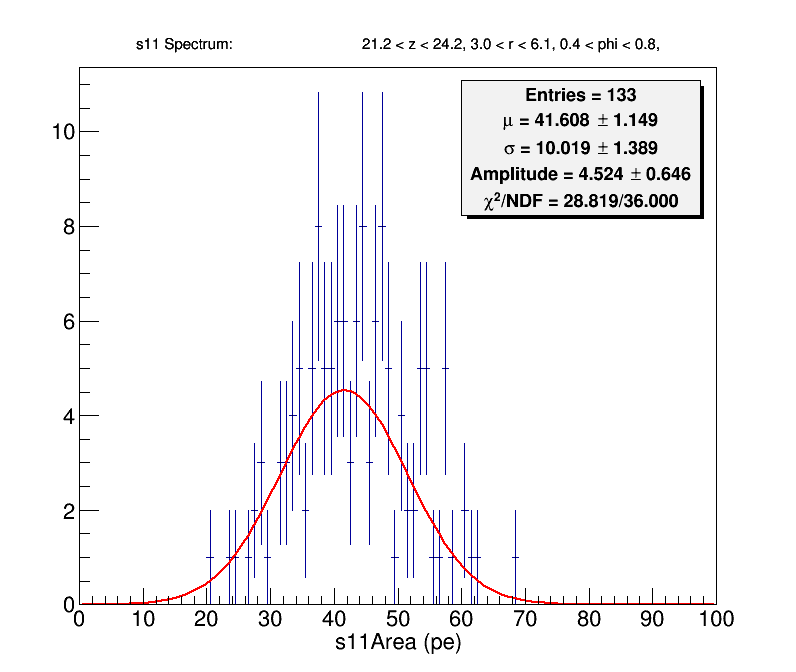 s11 Spectrum: 21.2 < z < 24.2, 3.0 < r < 6.1, 0.4 < phi < 0.8,
Entries = 133
μ = 41.608 ± 1.149
σ = 10.019 ± 1.389
Amplitude = 4.524 ± 0.646
χ²/NDF = 28.819/36.000
10
8
6
4
2
0
0 10 20 30 40 50 60 70 80 90 100
s11Area (pe)